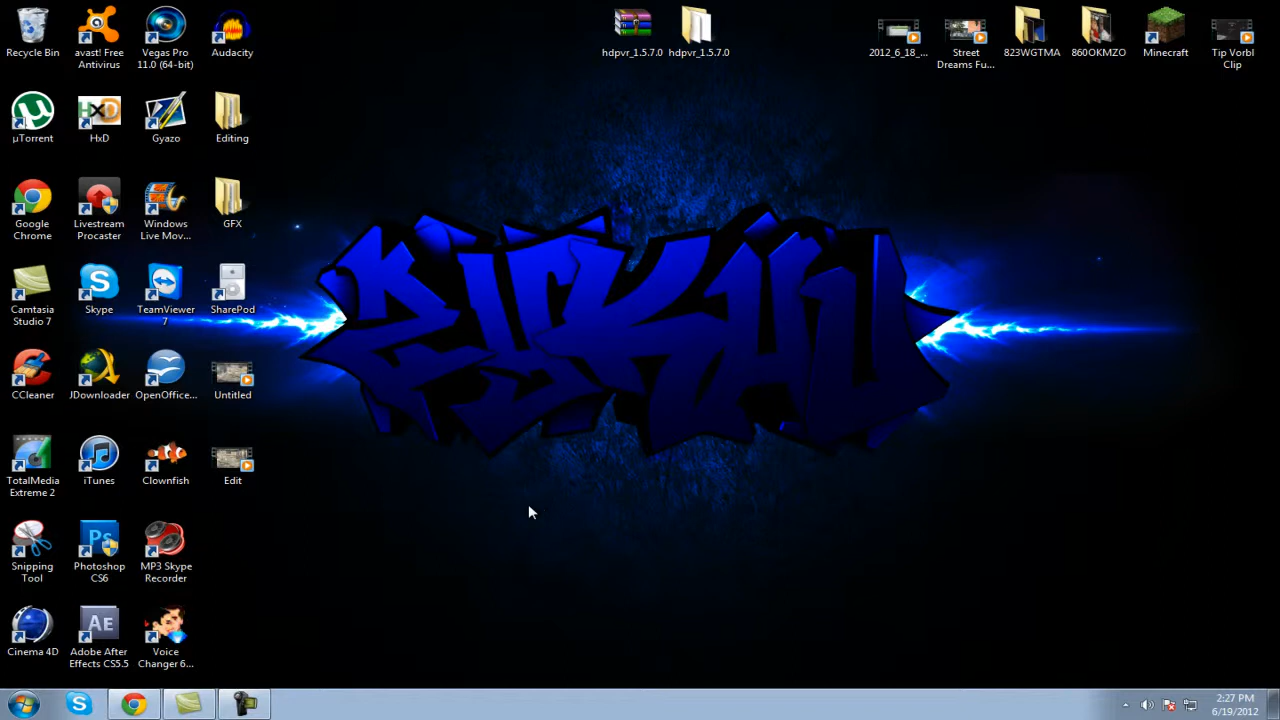 Recycle Bin
avast! Free
Antivirus
Vegas Pro
11.0 (64-bit)
Audacity
hdpvr_1.5.7.0
hdpvr_1.5.7.0
2012_6_18_...
Street
Dreams Fu...
823WGTMA
860OKMZO
Minecraft
Tip Vorbl
Clip
µTorrent
HxD
HxD
Gyazo
Editing
Google
Chrome
Livestream
Procaster
Windows
Live Mov...
GFX
Camtasia
Studio 7
Skype
TeamViewer
7
SharePod
CCleaner
JDownloader
OpenOffice...
Untitled
TotalMedia
Extreme 2
iTunes
Clownfish
Edit
Snipping
Tool
Ps
Photoshop
CS6
MP3 Skype
Recorder
Cinema 4D
AE
Adobe After
Effects CS5.5
Voice
Changer 6...
2:27 PM
6/19/2012